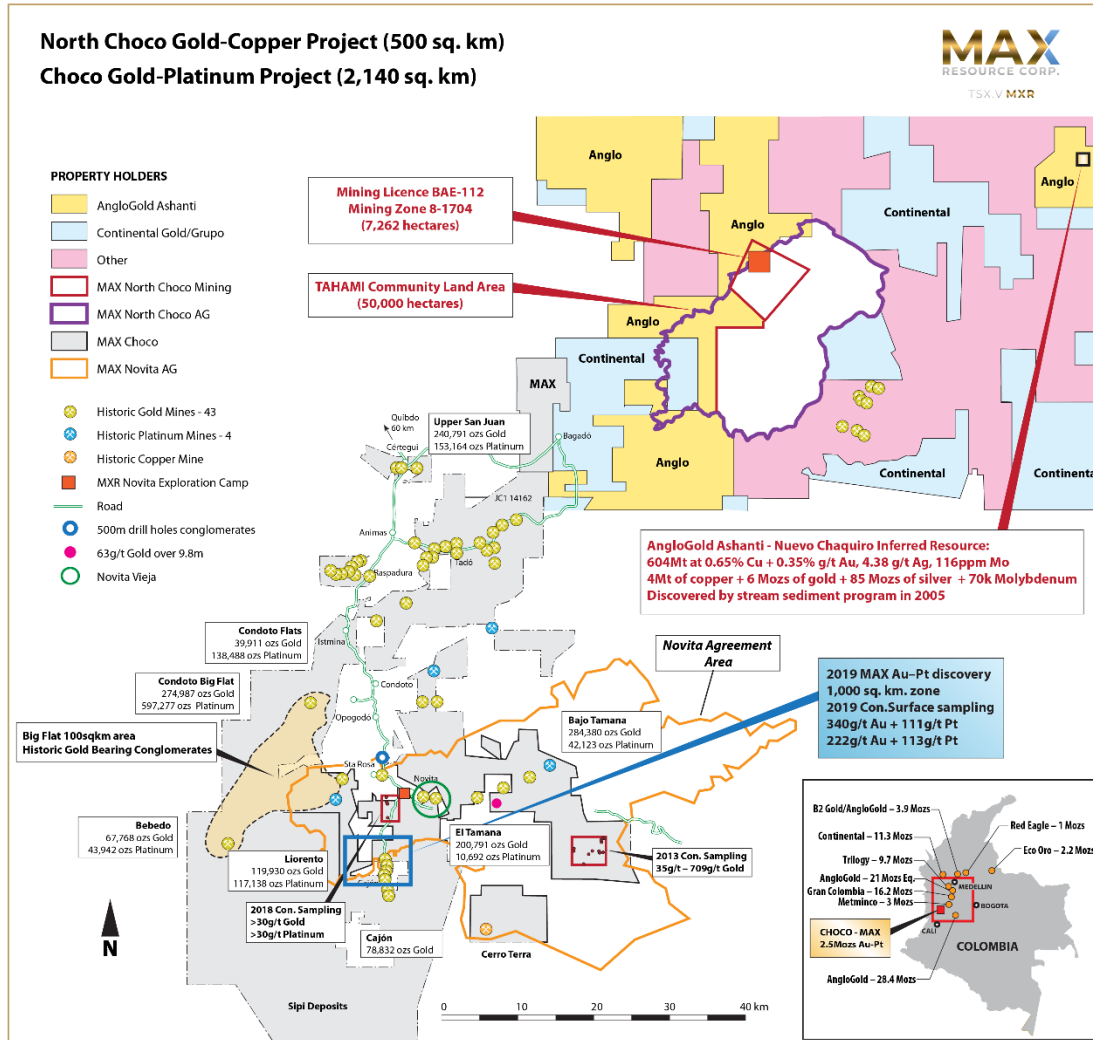 North Choco Gold-Copper Project (500 sq. km)
Choco Gold-Platinum Project (2,140 sq. km)
MAX
RESOURCE CORP.
TSX.V MXR
PROPERTY HOLDERS
AngloGold Ashanti
Continental Gold/Grupo
Other
MAX North Choco Mining
MAX North Choco AG
MAX Choco
MAX Novita AG
Historic Gold Mines - 43
Historic Platinum Mines - 4
Historic Copper Mine
MXR Novita Exploration Camp
Road
500m drill holes conglomerates
63g/t Gold over 9.8m
Novita Vieja
Mining Licence BAE-112
Mining Zone 8-1704
(7,262 hectares)
TAHAMI Community Land Area
(50,000 hectares)
Anglo
Anglo
Anglo
Continental
Anglo
Continental
MAX
Anglo
Continental
Continental
Quibdo
60 km
Cértegui
Upper San Juan
240,791 ozs Gold
153,164 ozs Platinum
Bagadó
JC1 14162
Animas
Tadó
Raspadura
AngloGold Ashanti - Nuevo Chaquiro Inferred Resource:
604Mt at 0.65% Cu + 0.35% g/t Au, 4.38 g/t Ag, 116ppm Mo
4Mt of copper + 6 Mozs of gold + 85 Mozs of silver + 70k Molybdenum
Discovered by stream sediment program in 2005
Condoto Flats
39,911 ozs Gold
138,488 ozs Platinum
Istmina
Novita Agreement
Area
2019 MAX Au-Pt discovery
1,000 sq. km. zone
2019 Con.Surface sampling
340g/t Au + 111g/t Pt
222g/t Au + 113g/t Pt
Condoto Big Flat
274,987 ozs Gold
597,277 ozs Platinum
Condoto
Opogodó
Bajo Tamana
284,380 ozs Gold
42,123 ozs Platinum
Big Flat 100sqkm area
Historic Gold Bearing Conglomerates
Sta Rosa
Novita
Bebedo
67,768 ozs Gold
43,942 ozs Platinum
El Tamana
200,791 ozs Gold
10,692 ozs Platinum
Liorento
119,930 ozs Gold
117,138 ozs Platinum
Cajón
2013 Con. Sampling
35g/t – 709g/t Gold
2018 Con. Sampling
>30g/t Gold
>30g/t Platinum
Cajón
78,832 ozs Gold
Cerro Terra
Sipi Deposits
N
0 10 20 30 40 km
B2 Gold/AngloGold – 3.9 Mozs
Red Eagle – 1 Mozs
Continental – 11.3 Mozs
Eco Oro – 2.2 Mozs
Trilogy – 9.7 Mozs
AngloGold – 21 Mozs Eq.
MEDELLIN
Gran Colombia – 16.2 Mozs
Metminco – 3 Mozs
BOGOTA
CHOCO - MAX
2.5Mozs Au-Pt
CALI
COLOMBIA
AngloGold – 28.4 Mozs